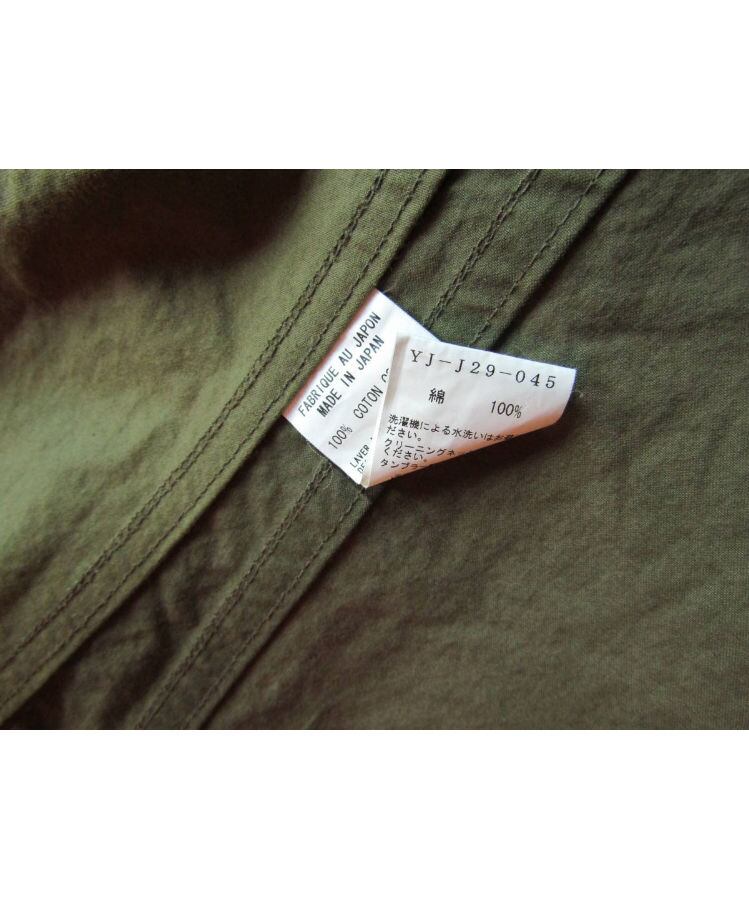 FABRIQUE AU JAPON
MADE IN JAPAN
100% COTON
LAVER
YJ-J29-045
綿 100%
洗濯機による水洗いはお
ださい。
クリーニング
ください。
タンブラ